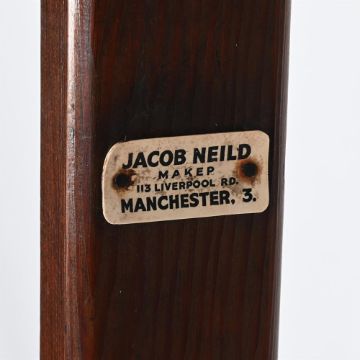 JACOB NEILD
MAKER
113 LIVERPOOL RD.
MANCHESTER, 3.